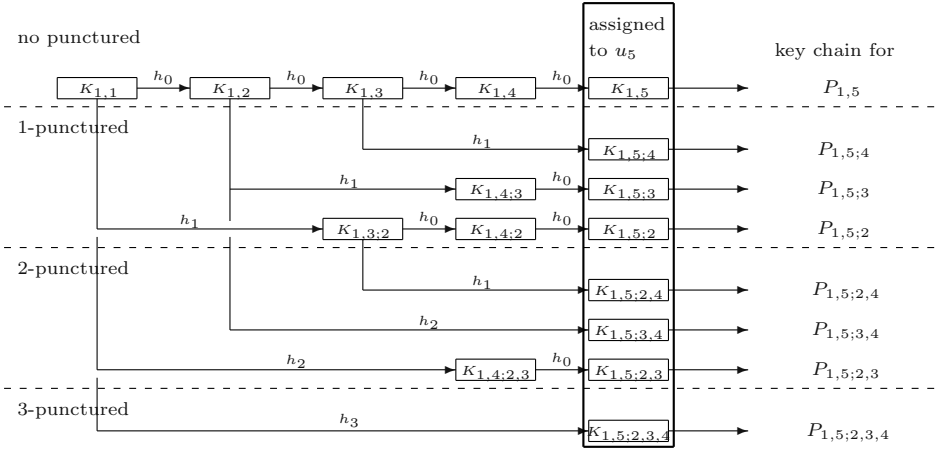 no punctured
assigned
to u₅
key chain for
K₁,₁ h₀ K₁,₂ h₀ K₁,₃ h₀ K₁,₄ h₀ K₁,₅ P₁,₅
1-punctured
h₁ K₁,₅;₄ P₁,₅;₄
h₁ K₁,₄;₃ h₀ K₁,₅;₃ P₁,₅;₃
h₁ K₁,₃;₂ h₀ K₁,₄;₂ h₀ K₁,₅;₂ P₁,₅;₂
2-punctured
h₁ K₁,₅;₂,₄ P₁,₅;₂,₄
h₂ K₁,₅;₃,₄ P₁,₅;₃,₄
h₂ K₁,₄;₂,₃ h₀ K₁,₅;₂,₃ P₁,₅;₂,₃
3-punctured
h₃ K₁,₅;₂,₃,₄ P₁,₅;₂,₃,₄